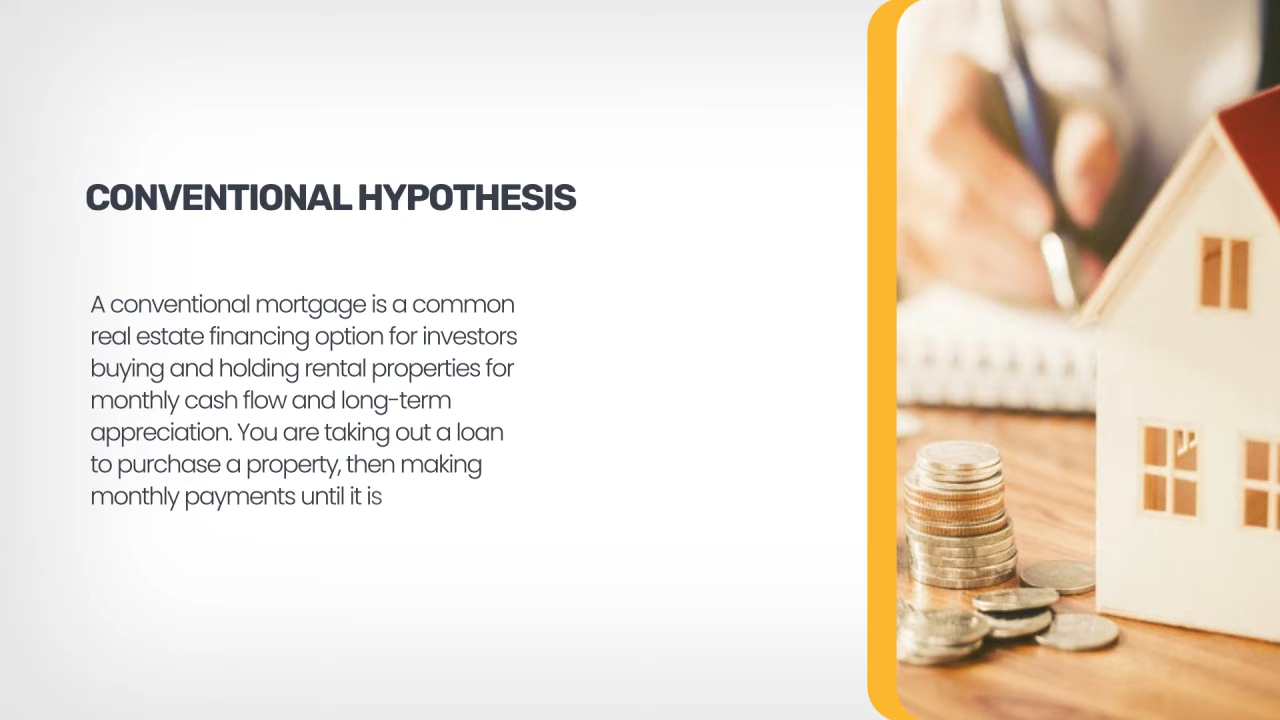 CONVENTIONAL HYPOTHESIS
A conventional mortgage is a common
real estate financing option for investors
buying and holding rental properties for
monthly cash flow and long-term
appreciation. You are taking out a loan
to purchase a property, then making
monthly payments until it is